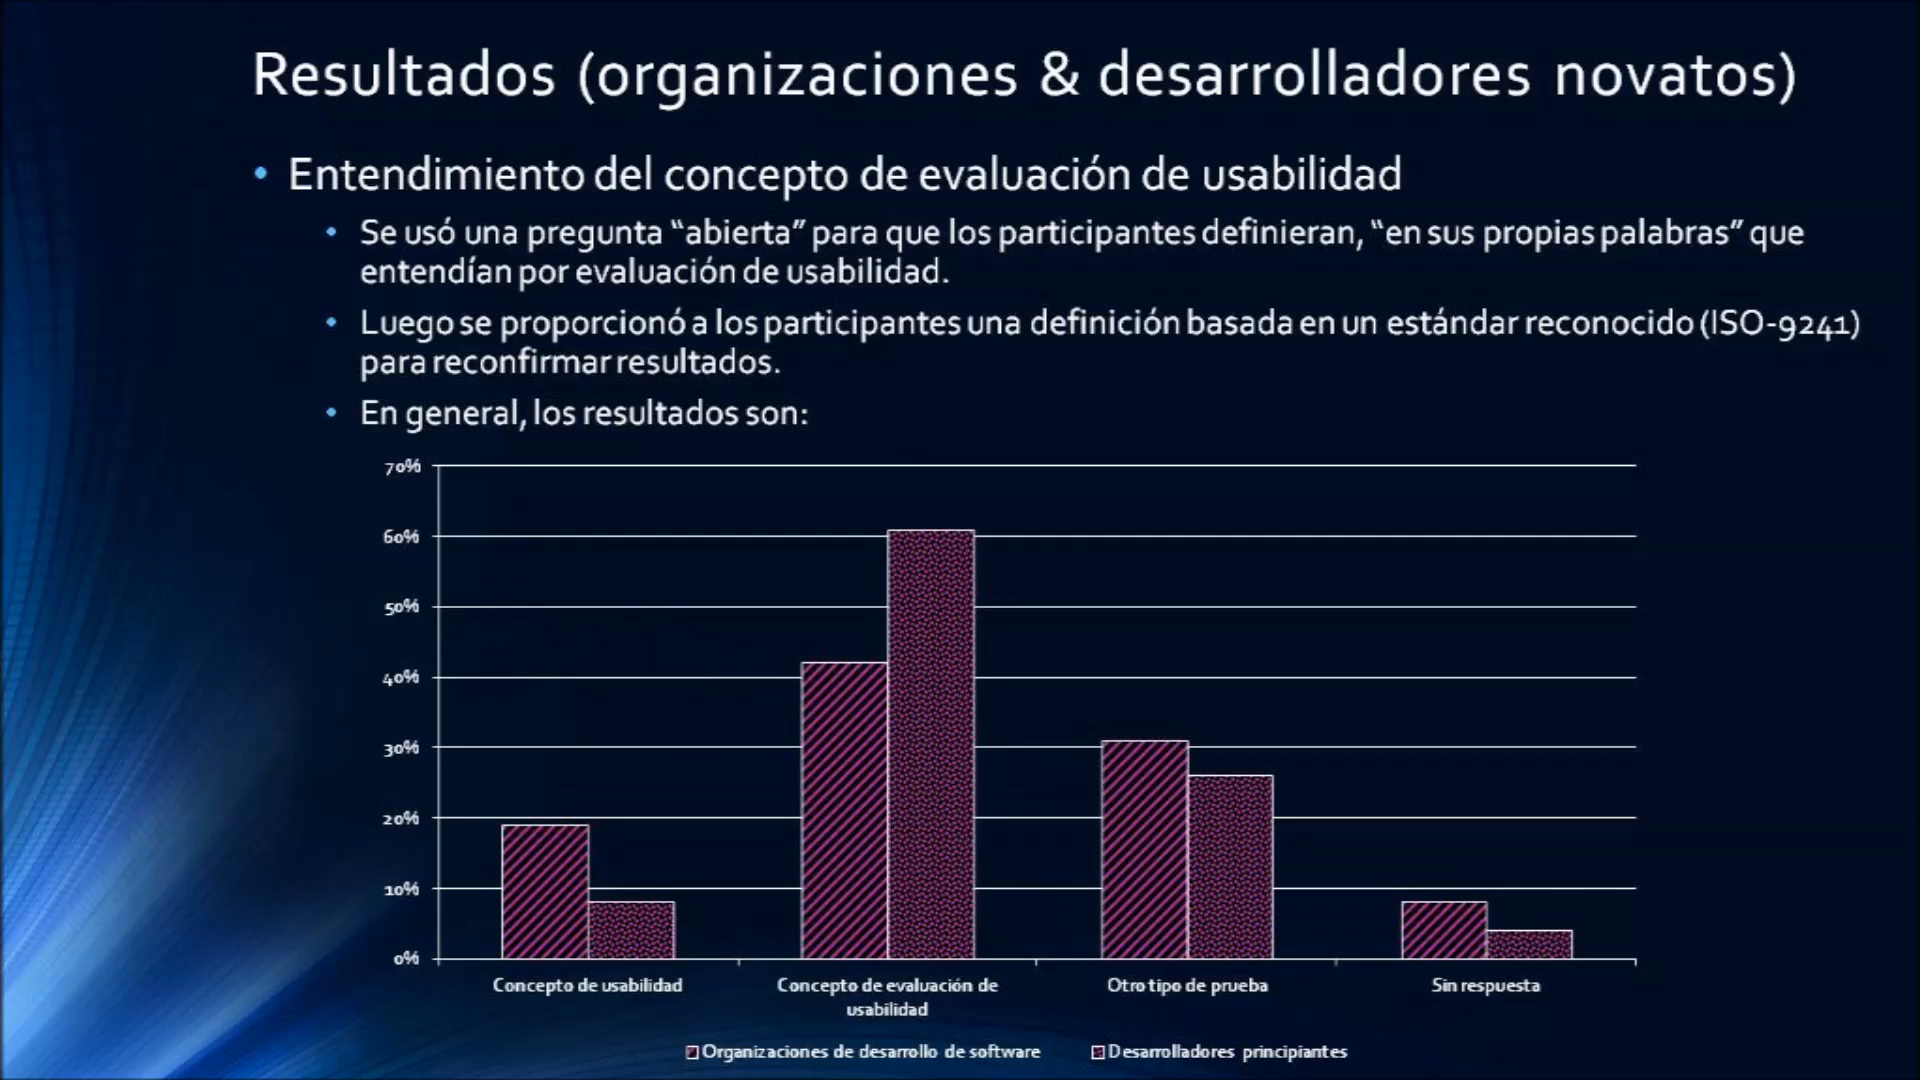 Resultados (organizaciones & desarrolladores novatos)
• Entendimiento del concepto de evaluación de usabilidad
• Se usó una pregunta “abierta” para que los participantes definieran, “en sus propias palabras” que
entendían por evaluación de usabilidad.
• Luego se proporcionó a los participantes una definición basada en un estándar reconocido (ISO-9241)
para reconfirmar resultados.
• En general, los resultados son:
70%
60%
50%
40%
30%
20%
10%
0%
Concepto de usabilidad
Concepto de evaluación de
usabilidad
Otro tipo de prueba
Sin respuesta
Organizaciones de desarrollo de software
Desarrolladores principiantes